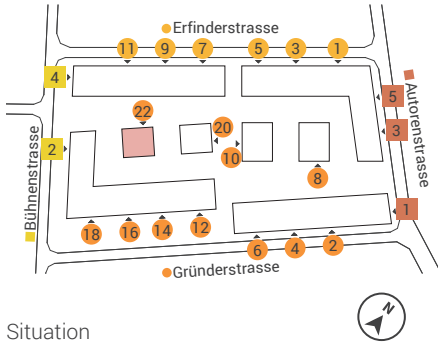 Erfinderstrasse
11 9 7 5 3 1
4
5
Autorenstrasse
22
20
3
2
10
8
Bühnenstrasse
18 16 14 12
1
6 4 2
Gründerstrasse
N
Situation